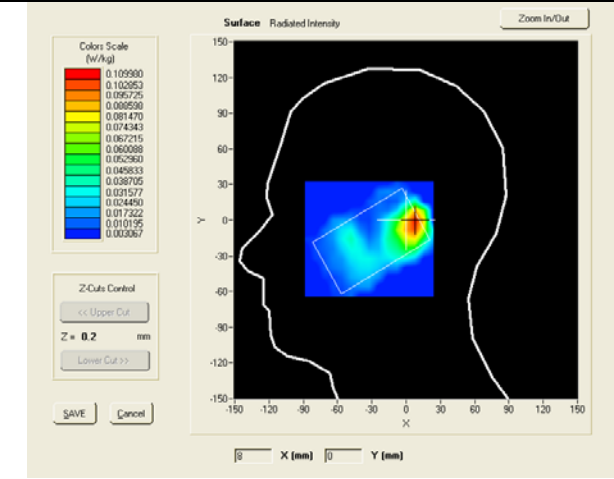 Surface Radiated Intensity
Zoom In/Out
Colors Scale
(W/kg)
0.109980
0.102853
0.095725
0.088598
0.081470
0.074343
0.067215
0.060088
0.052960
0.045833
0.038705
0.031577
0.024450
0.017322
0.010195
0.003067
Z-Cuts Control
<< Upper Cut
Z = 0.2 mm
Lower Cut >>
SAVE Cancel
150
120
90
60
30
0
-30
-60
-90
-120
-150
Y
-150 -120 -90 -60 -30 0 30 60 90 120 150
X
8 X (mm) 0 Y (mm)